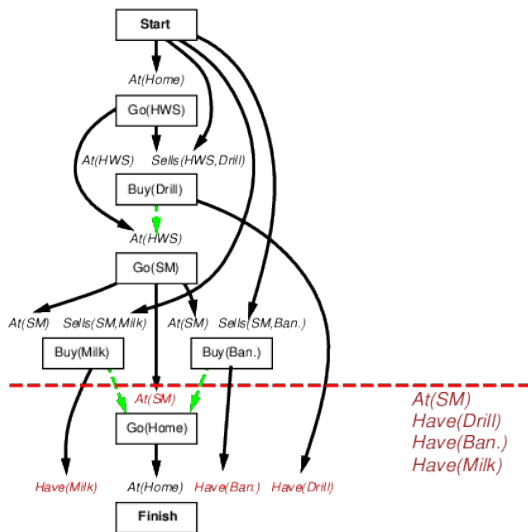 Start
At(Home)
Go(HWS)
At(HWS) Sells(HWS,Drill)
Buy(Drill)
At(HWS)
Go(SM)
At(SM) Sells(SM,Milk) At(SM) Sells(SM,Ban.)
Buy(Milk) Buy(Ban.)
At(SM)
Go(Home)
Have(Milk) At(Home) Have(Ban.) Have(Drill)
Finish
At(SM)
Have(Drill)
Have(Ban.)
Have(Milk)